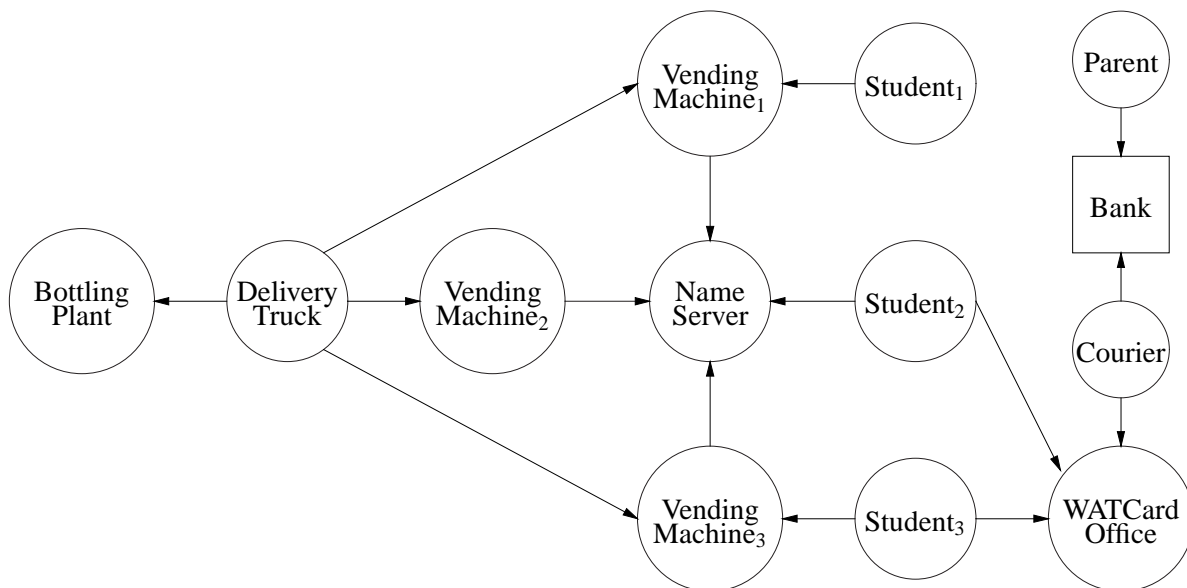 Vending
Machine₁
Student₁
Parent
Bank
Bottling
Plant
Delivery
Truck
Vending
Machine₂
Name
Server
Student₂
Courier
Vending
Machine₃
Student₃
WATCard
Office